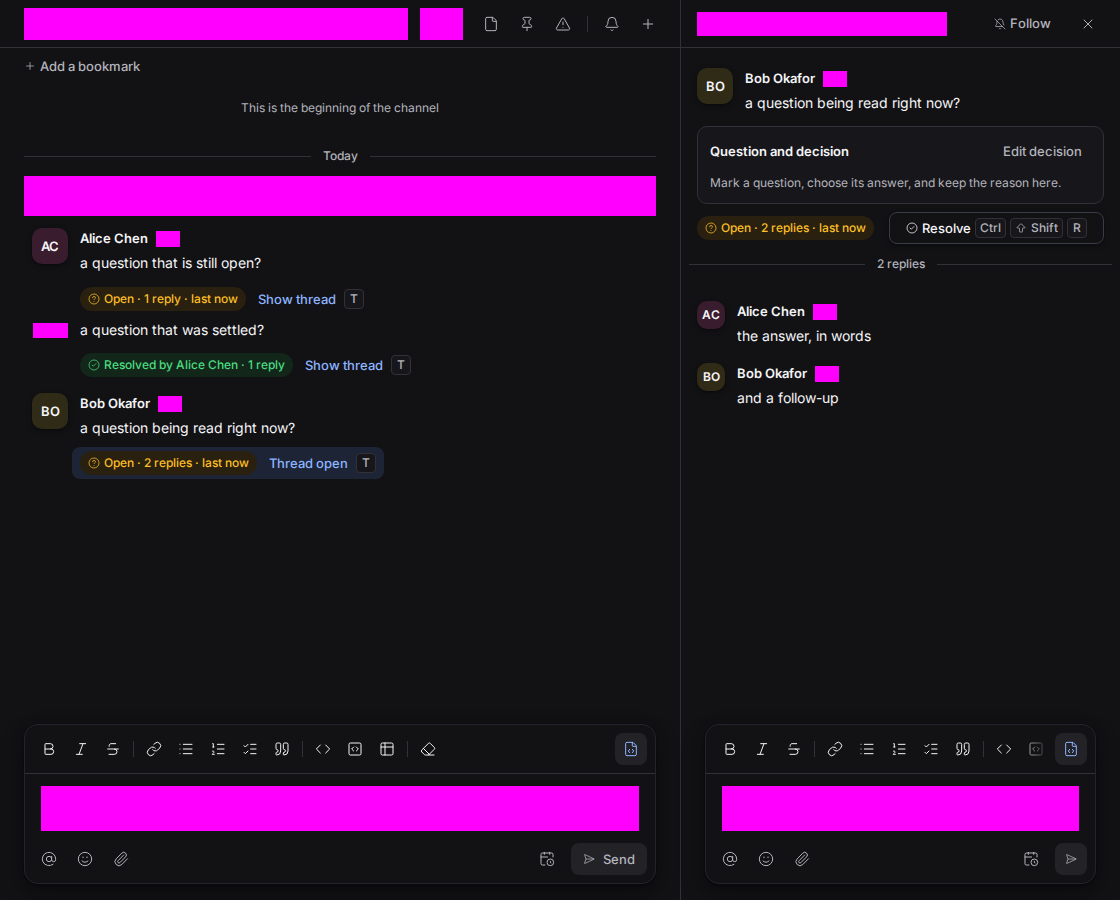 Add a bookmark
This is the beginning of the channel
Today
AC
Alice Chen
a question that is still open?
Open · 1 reply · last now
Show thread
T
a question that was settled?
Resolved by Alice Chen · 1 reply
Show thread
T
BO
Bob Okafor
a question being read right now?
Open · 2 replies · last now
Thread open
T
Send
Follow
BO
Bob Okafor
a question being read right now?
Question and decision
Edit decision
Mark a question, choose its answer, and keep the reason here.
Open · 2 replies · last now
Resolve Ctrl Shift R
2 replies
AC
Alice Chen
the answer, in words
BO
Bob Okafor
and a follow-up